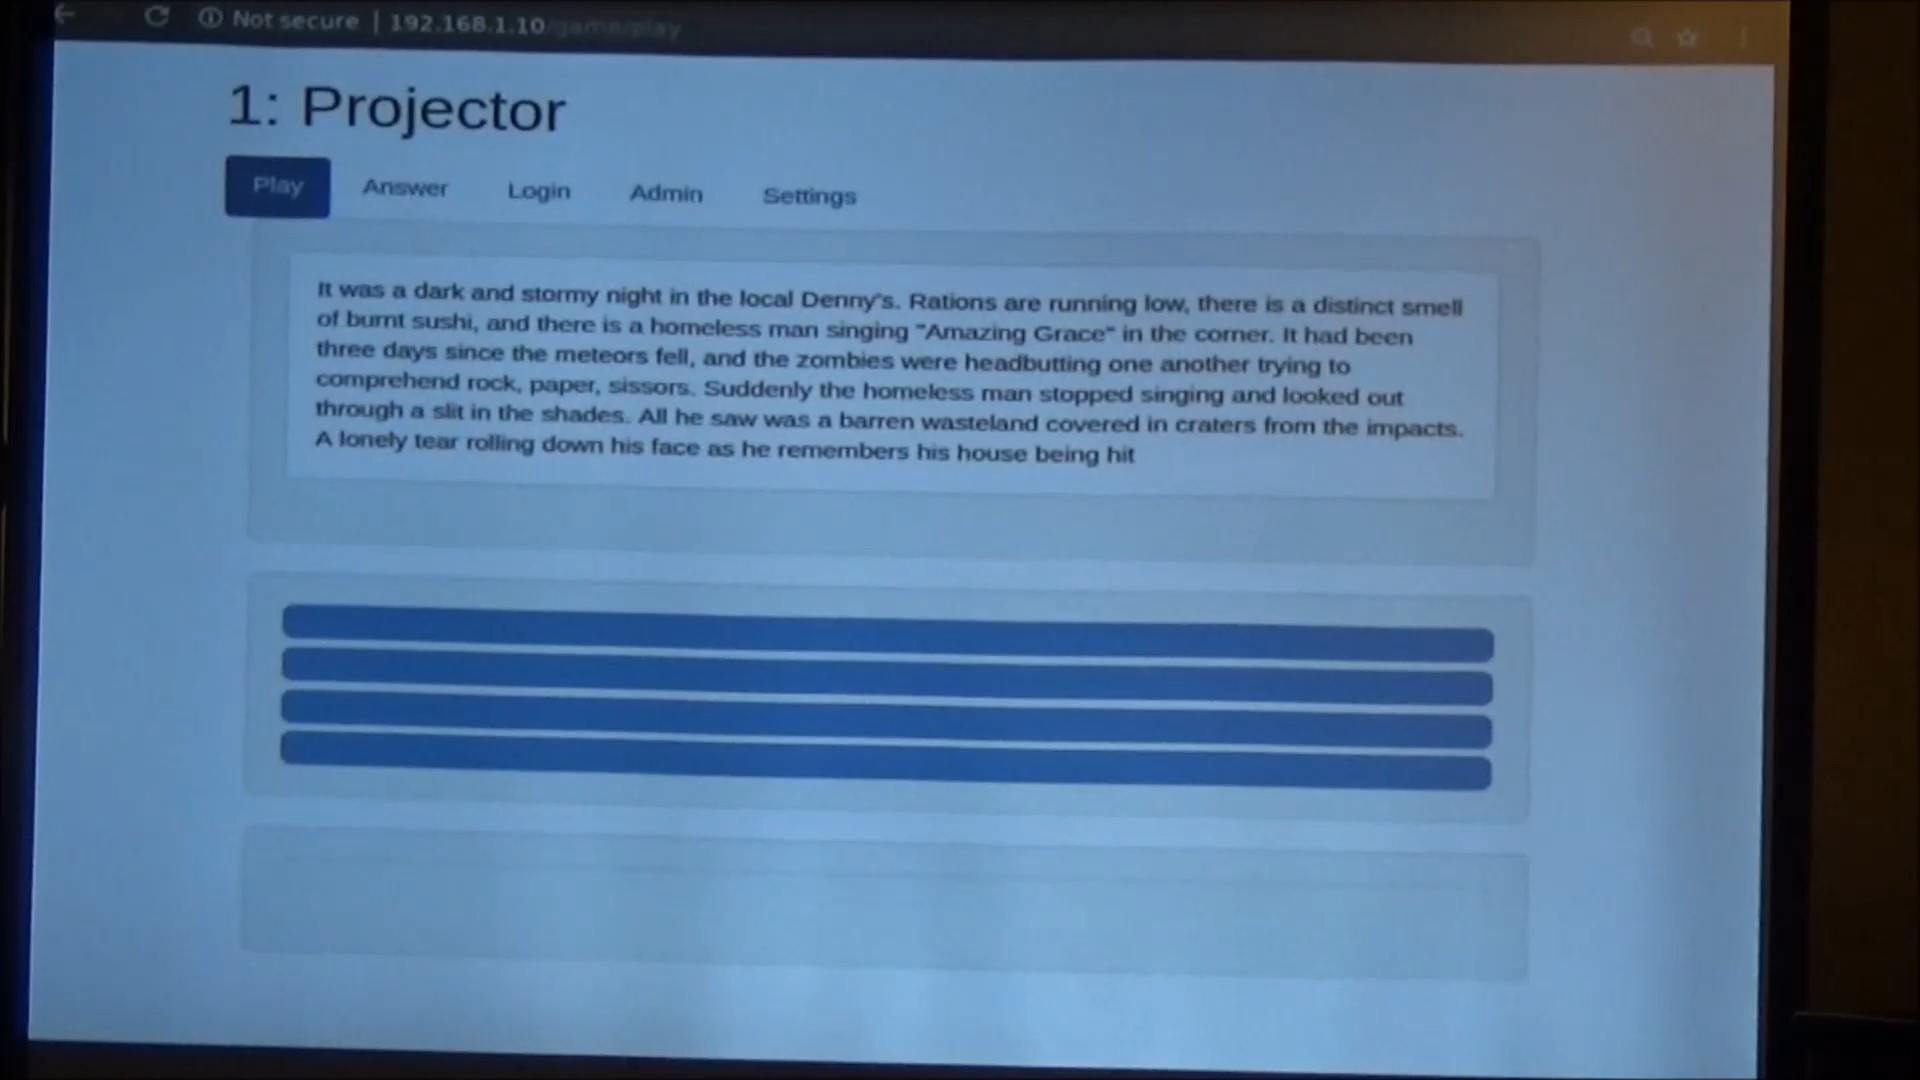 Not secure | 192.168.1.10/game/play
1: Projector
Play Answer Login Admin Settings
It was a dark and stormy night in the local Denny's. Rations are running low, there is a distinct smell
of burnt sushi, and there is a homeless man singing "Amazing Grace" in the corner. It had been
three days since the meteors fell, and the zombies were headbutting one another trying to
comprehend rock, paper, sissors. Suddenly the homeless man stopped singing and looked out
through a slit in the shades. All he saw was a barren wasteland covered in craters from the impacts.
A lonely tear rolling down his face as he remembers his house being hit